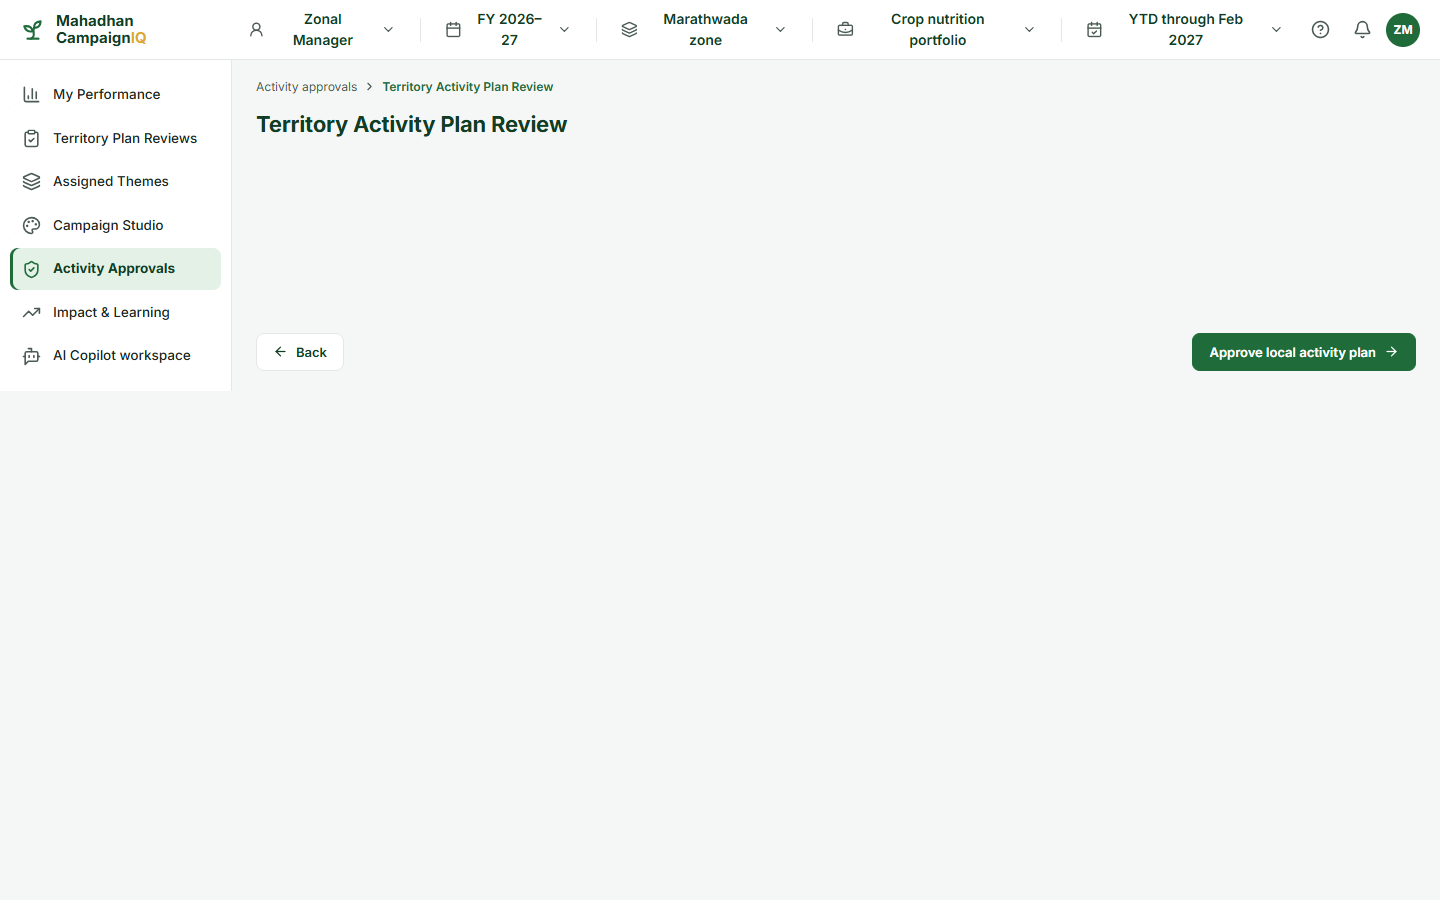 Mahadhan
CampaignIQ
Zonal
Manager
FY 2026–
27
Marathwada
zone
Crop nutrition
portfolio
YTD through Feb
2027
ZM
My Performance
Territory Plan Reviews
Assigned Themes
Campaign Studio
Activity Approvals
Impact & Learning
AI Copilot workspace
Activity approvals > Territory Activity Plan Review
Territory Activity Plan Review
Back
Approve local activity plan